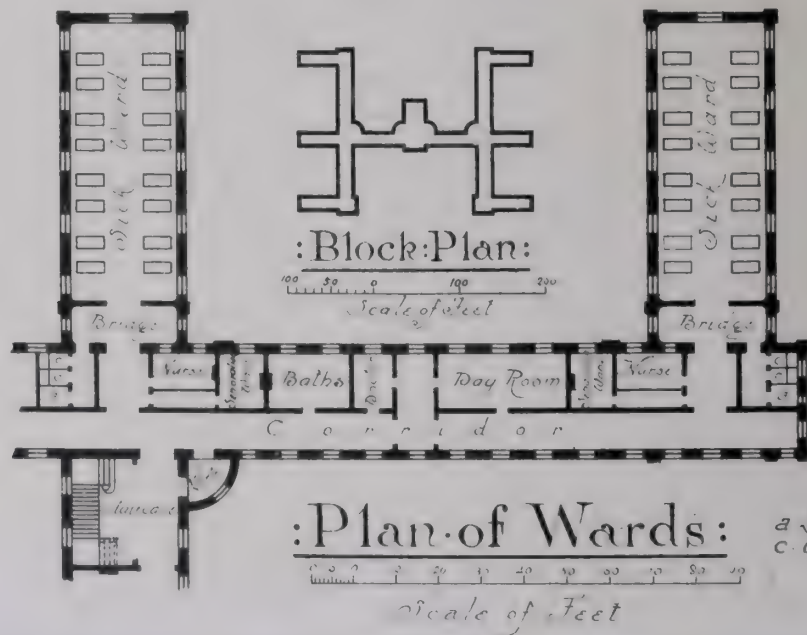 Sick Ward
Sick Ward
:Block:Plan:
100 50 0 100 200
Scale of Feet
Bridge
Bridge
Nurse
Baths
Day Room
Nurse
Corridor
:Plan.of Wards:
Scale of Feet